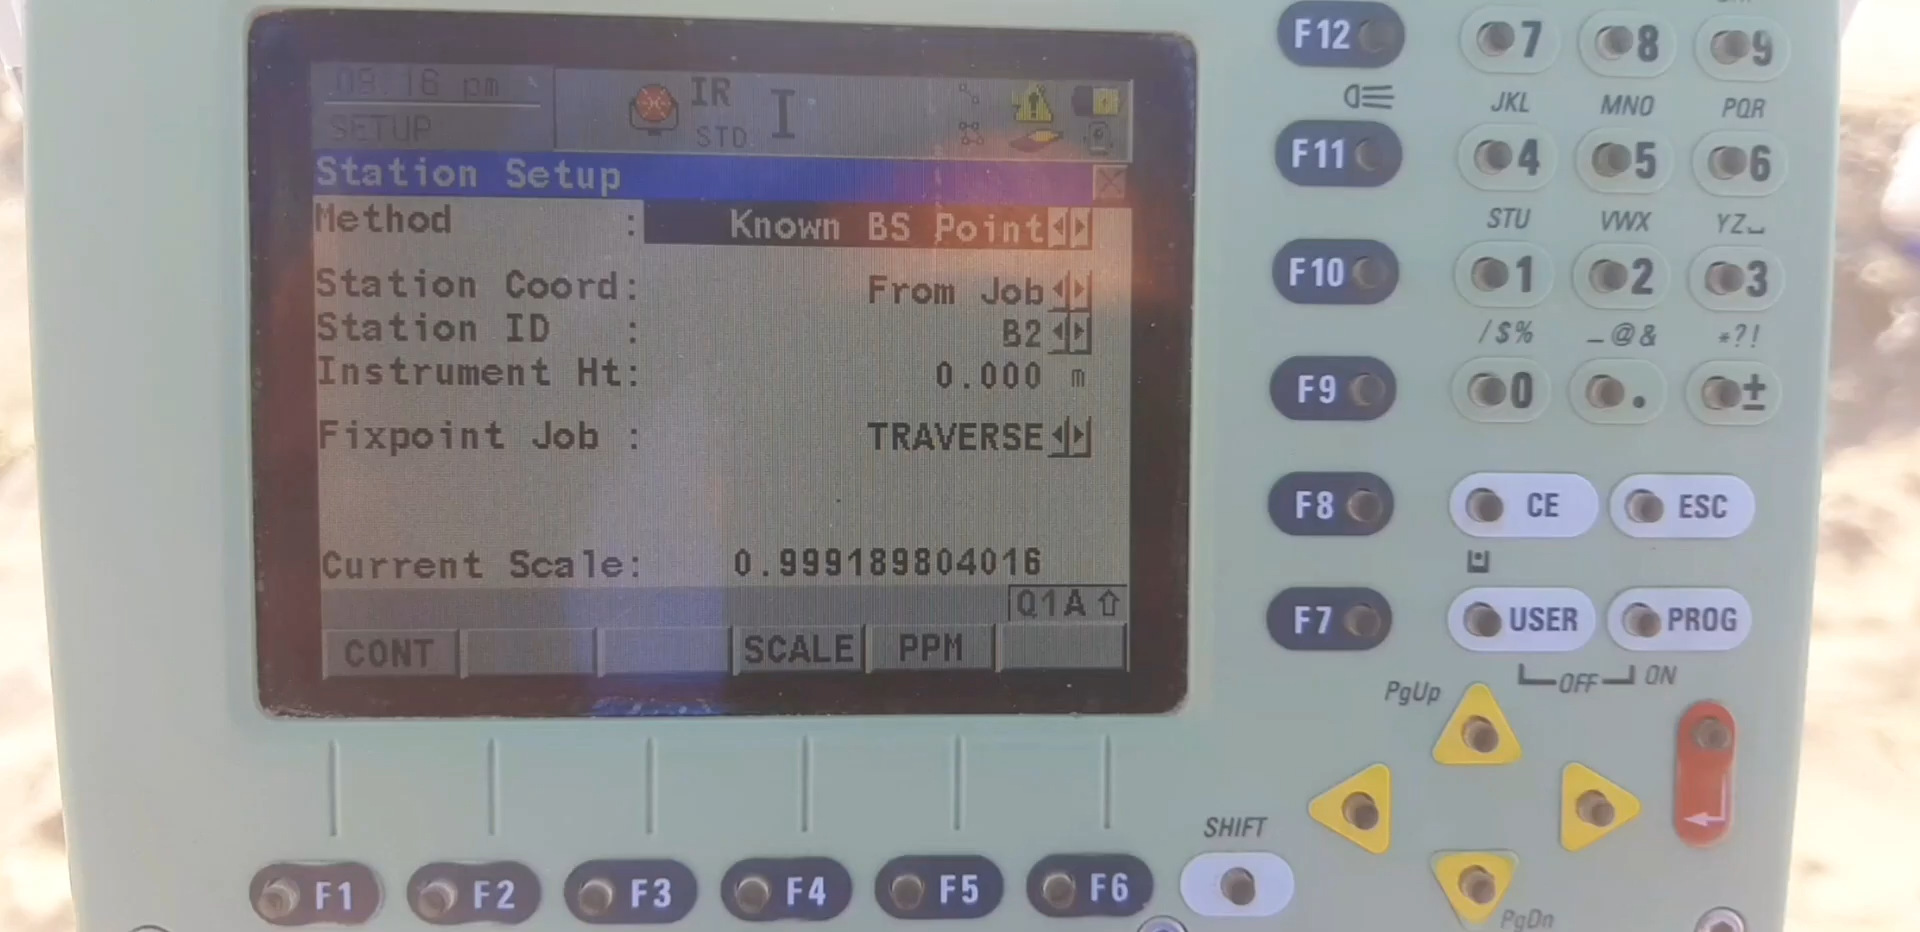 08:16 pm
SETUP
IR
STD
I
Station Setup
Method : Known BS Point
Station Coord: From Job
Station ID : B2
Instrument Ht: 0.000 m
Fixpoint Job : TRAVERSE
Current Scale: 0.999189804016
Q1A
CONT SCALE PPM
F12 7 8 9
JKL MNO PQR
F11 4 5 6
STU VWX YZ
F10 1 2 3
/$% _@& *?!
F9 0 . ±
F8 CE ESC
F7 USER PROG
OFF ON
PgUp
SHIFT
F1 F2 F3 F4 F5 F6
PgDn